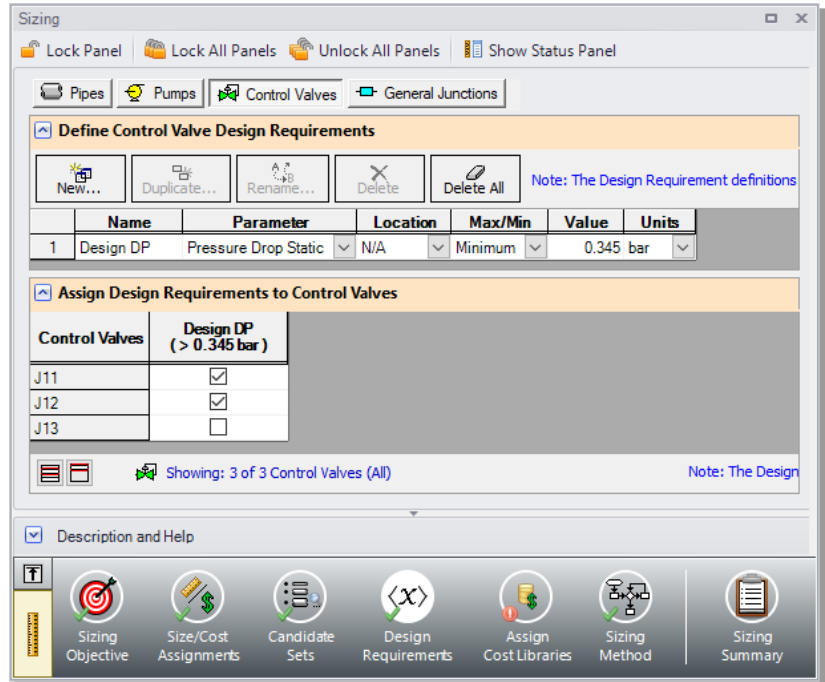 Sizing
Lock Panel Lock All Panels Unlock All Panels Show Status Panel
Pipes Pumps Control Valves General Junctions
Define Control Valve Design Requirements
New... Duplicate... Rename... Delete Delete All Note: The Design Requirement definitions
Name Parameter Location Max/Min Value Units
1 Design DP Pressure Drop Static N/A Minimum 0.345 bar
Assign Design Requirements to Control Valves
Control Valves Design DP
( > 0.345 bar )
J11
J12
J13
Showing: 3 of 3 Control Valves (All) Note: The Design
Description and Help
Sizing Size/Cost Candidate Design Assign Sizing Sizing
Objective Assignments Sets Requirements Cost Libraries Method Summary